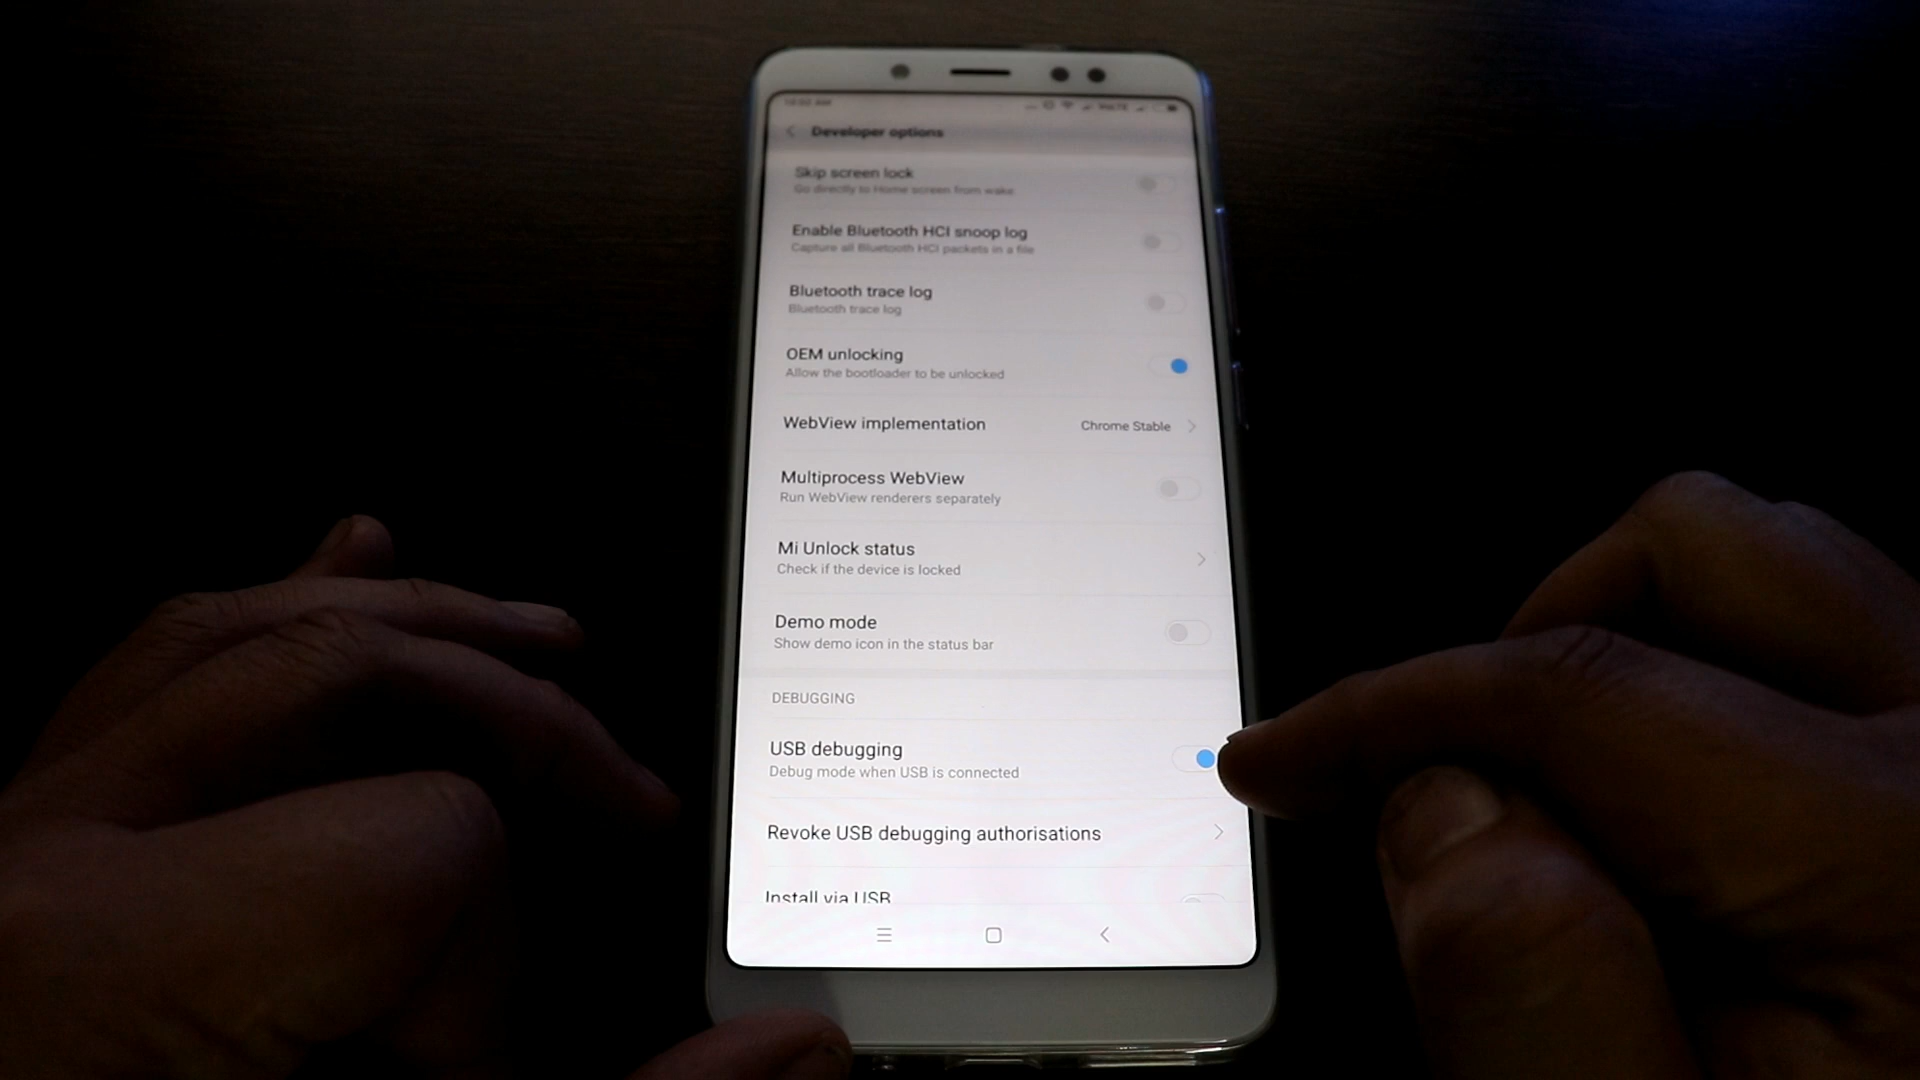 Developer options
Skip screen lock
Go directly to Home screen from wake
Enable Bluetooth HCI snoop log
Capture all Bluetooth HCI packets in a file
Bluetooth trace log
Bluetooth trace log
OEM unlocking
Allow the bootloader to be unlocked
WebView implementation Chrome Stable
Multiprocess WebView
Run WebView renderers separately
Mi Unlock status
Check if the device is locked
Demo mode
Show demo icon in the status bar
DEBUGGING
USB debugging
Debug mode when USB is connected
Revoke USB debugging authorisations
Install via USB